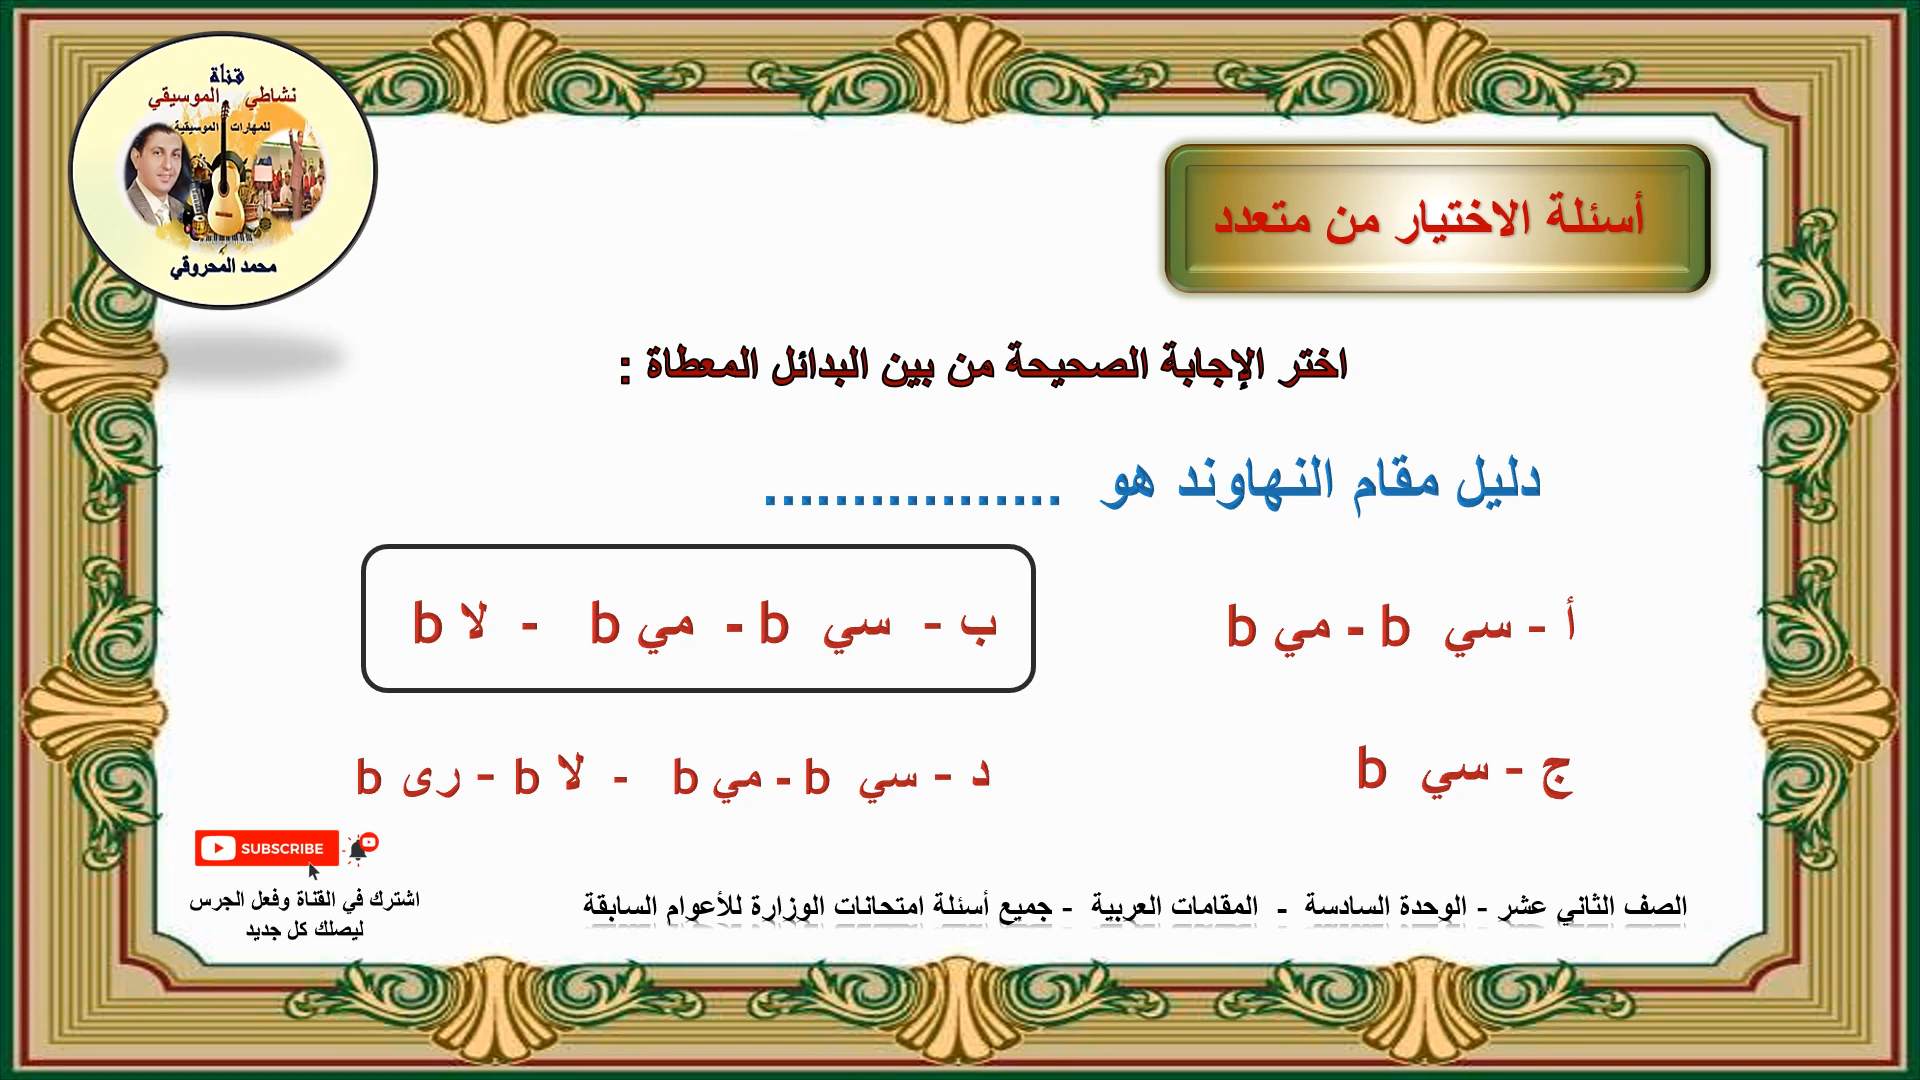 قناة
نشاطي الموسيقي
للمهارات الموسيقية
محمد المحروقي
أسئلة الاختيار من متعدد
اختر الإجابة الصحيحة من بين البدائل المعطاة :
دليل مقام النهاوند هو .................
أ - سي b - مي b
ب - سي b - مي b - لا b
ج - سي b
د - سي b - مي b - لا b - رى b
SUBSCRIBE
اشترك في القناة وفعل الجرس
ليصلك كل جديد
الصف الثاني عشر - الوحدة السادسة - المقامات العربية - جميع أسئلة امتحانات الوزارة للأعوام السابقة